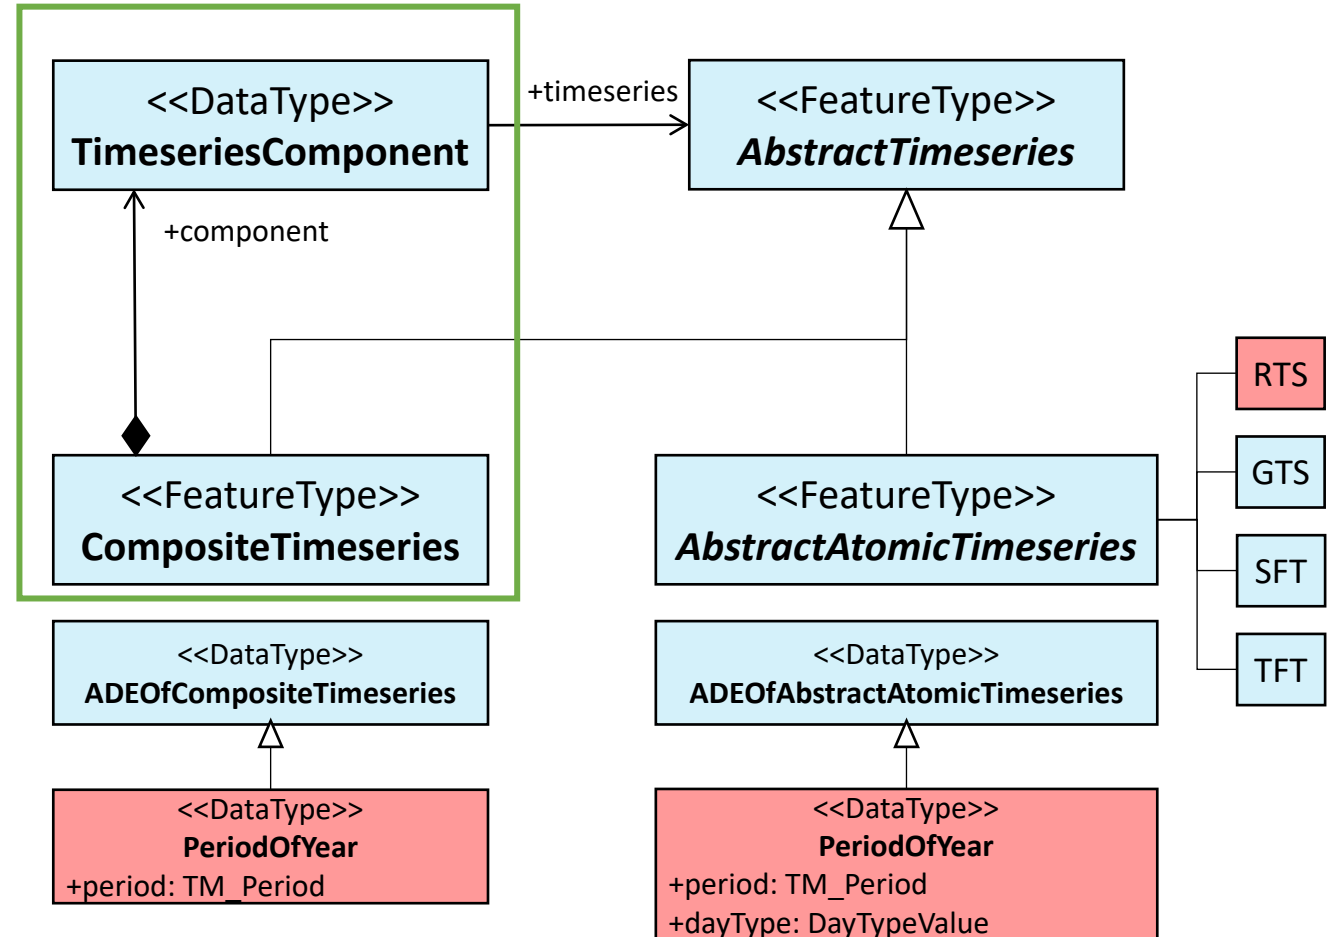 <<DataType>>
TimeseriesComponent
+timeseries
<<FeatureType>>
AbstractTimeseries
+component
<<FeatureType>>
CompositeTimeseries
<<FeatureType>>
AbstractAtomicTimeseries
RTS
GTS
SFT
TFT
<<DataType>>
ADEOfCompositeTimeseries
<<DataType>>
ADEOfAbstractAtomicTimeseries
<<DataType>>
PeriodOfYear
+period: TM_Period
<<DataType>>
PeriodOfYear
+period: TM_Period
+dayType: DayTypeValue